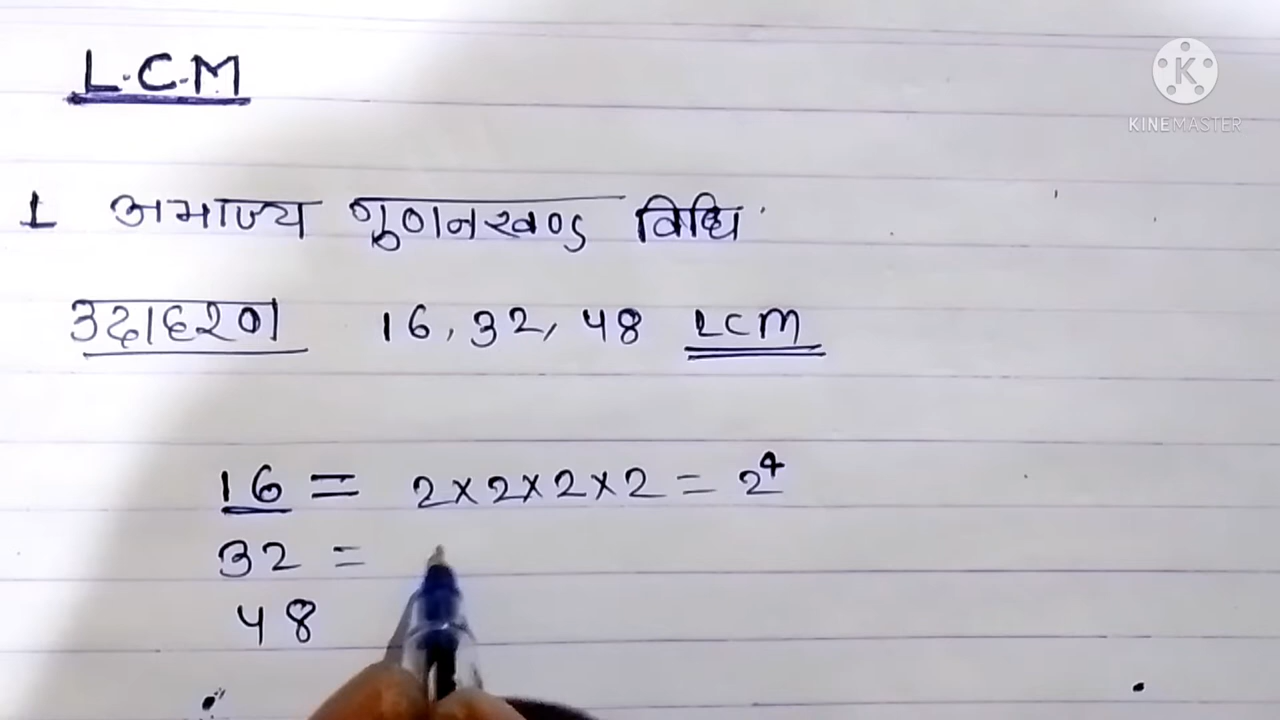 L.C.M
K
KINEMASTER
1 अभाज्य गुणनखण्ड विधि
उदाहरण 16, 32, 48 LCM
16 = 2×2×2×2 = 2⁴
32 =
48